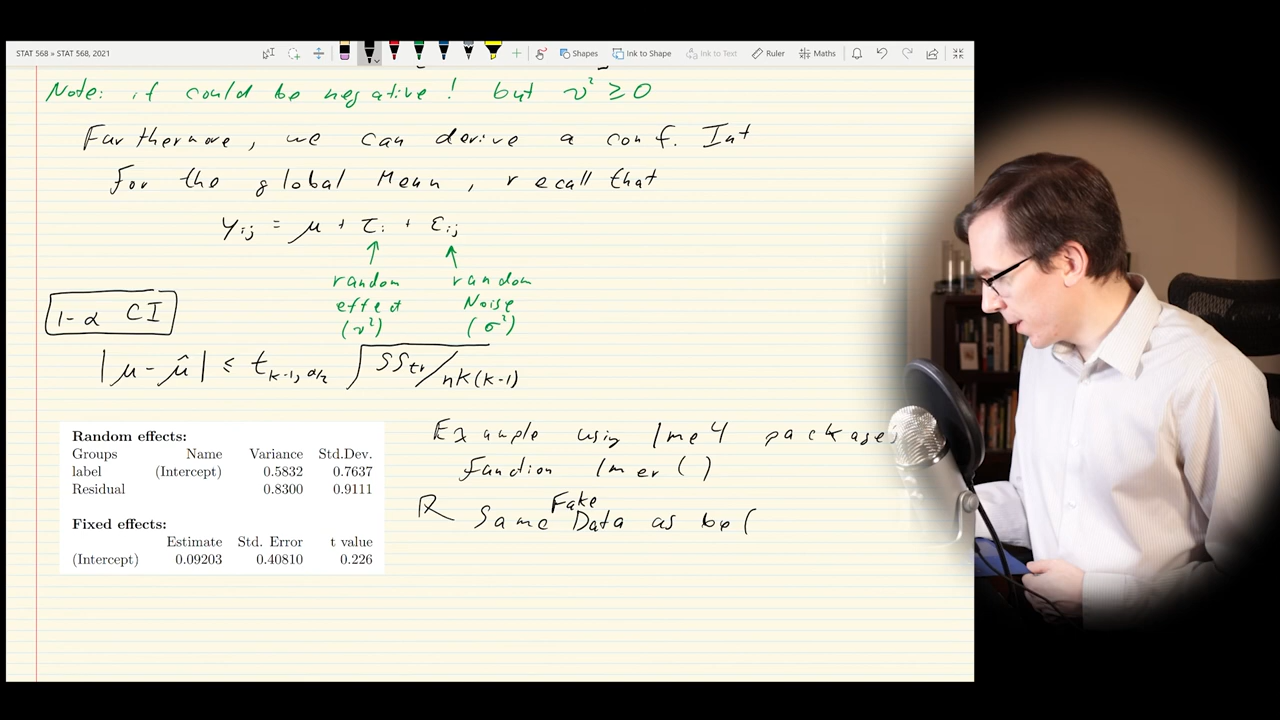 STAT 568 » STAT 568, 2021
Shapes
Ink to Shape
Ink to Text
Ruler
Maths
Note: it could be negative! but ν² ≥ 0
Furthermore, we can derive a conf. Int
For the global Mean, recall that
yij = μ + τi + εij
random effect (ν²)
random Noise (σ²)
1-α CI
|μ - μ̂| ≤ t k-1, α/2 √SStr/nk(k-1)
Random effects:
Groups Name Variance Std.Dev.
label (Intercept) 0.5832 0.7637
Residual 0.8300 0.9111
Fixed effects:
Estimate Std. Error t value
(Intercept) 0.09203 0.40810 0.226
Example using lme4 packages
function lmer()
Same Fake Data as be